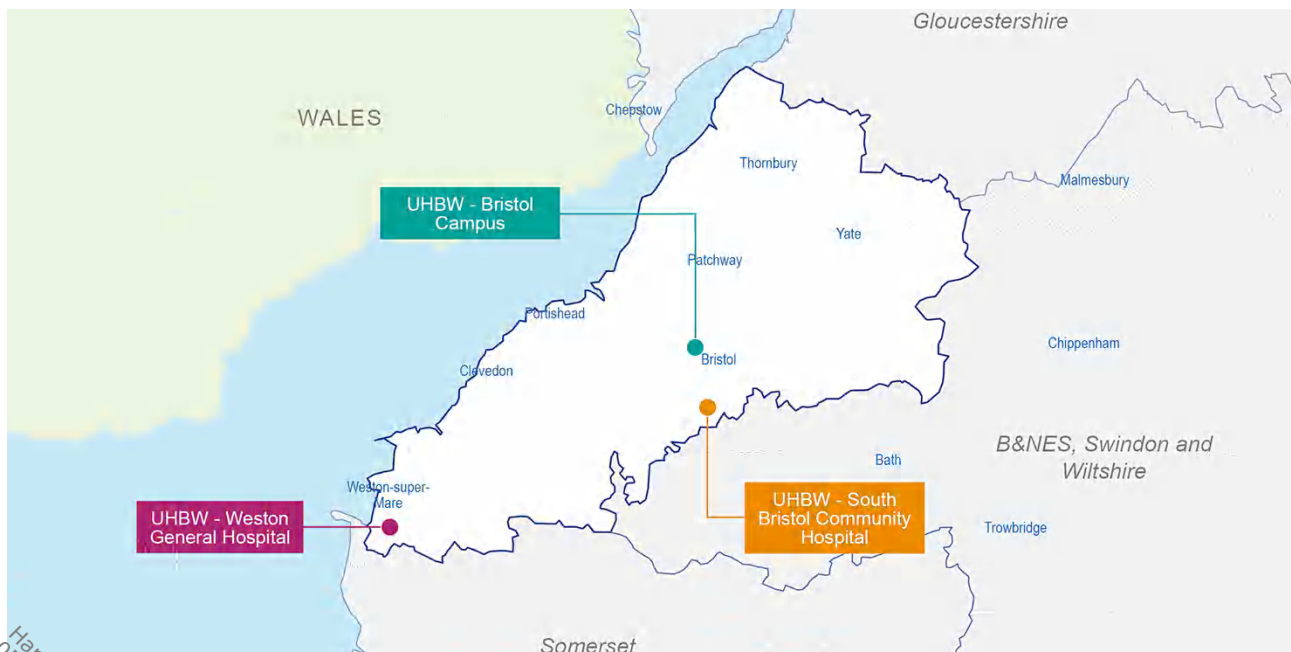 Gloucestershire
WALES
Chepstow
Thornbury
Malmesbury
UHBW - Bristol
Campus
Yate
Patchway
Portishead
Chippenham
Bristol
Clevedon
B&NES, Swindon and
Wiltshire
Bath
Weston-super-
Mare
UHBW - South
Bristol Community
Hospital
UHBW - Weston
General Hospital
Trowbridge
Somerset